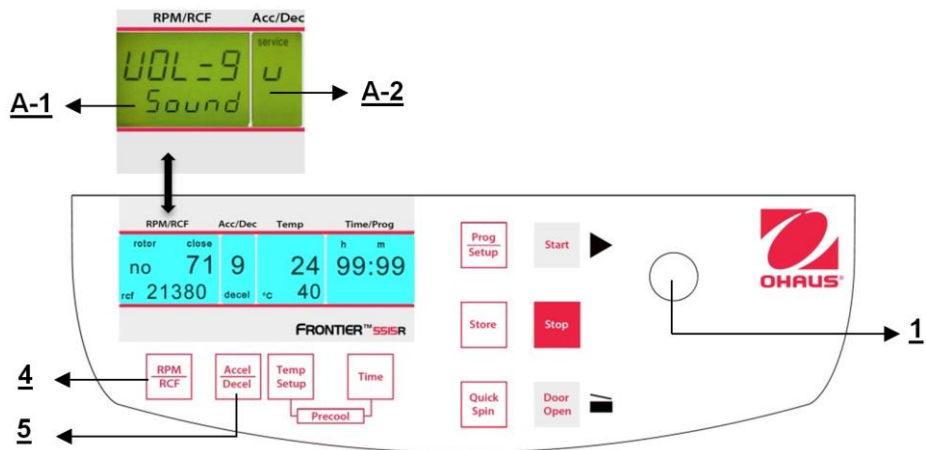 RPM/RCF Acc/Dec
service
VOL=9 u
Sound
A-1 A-2
RPM/RCF Acc/Dec Temp Time/Prog
rotor close h m
no 71 9 24 99:99
rcf 21380 decel °C 40
FRONTIER™ 5515R
Prog
Setup
Start
OHAUS®
Store
Stop
1
4
RPM
RCF
Accel
Decel
Temp
Setup
Time
Precool
5
Quick
Spin
Door
Open